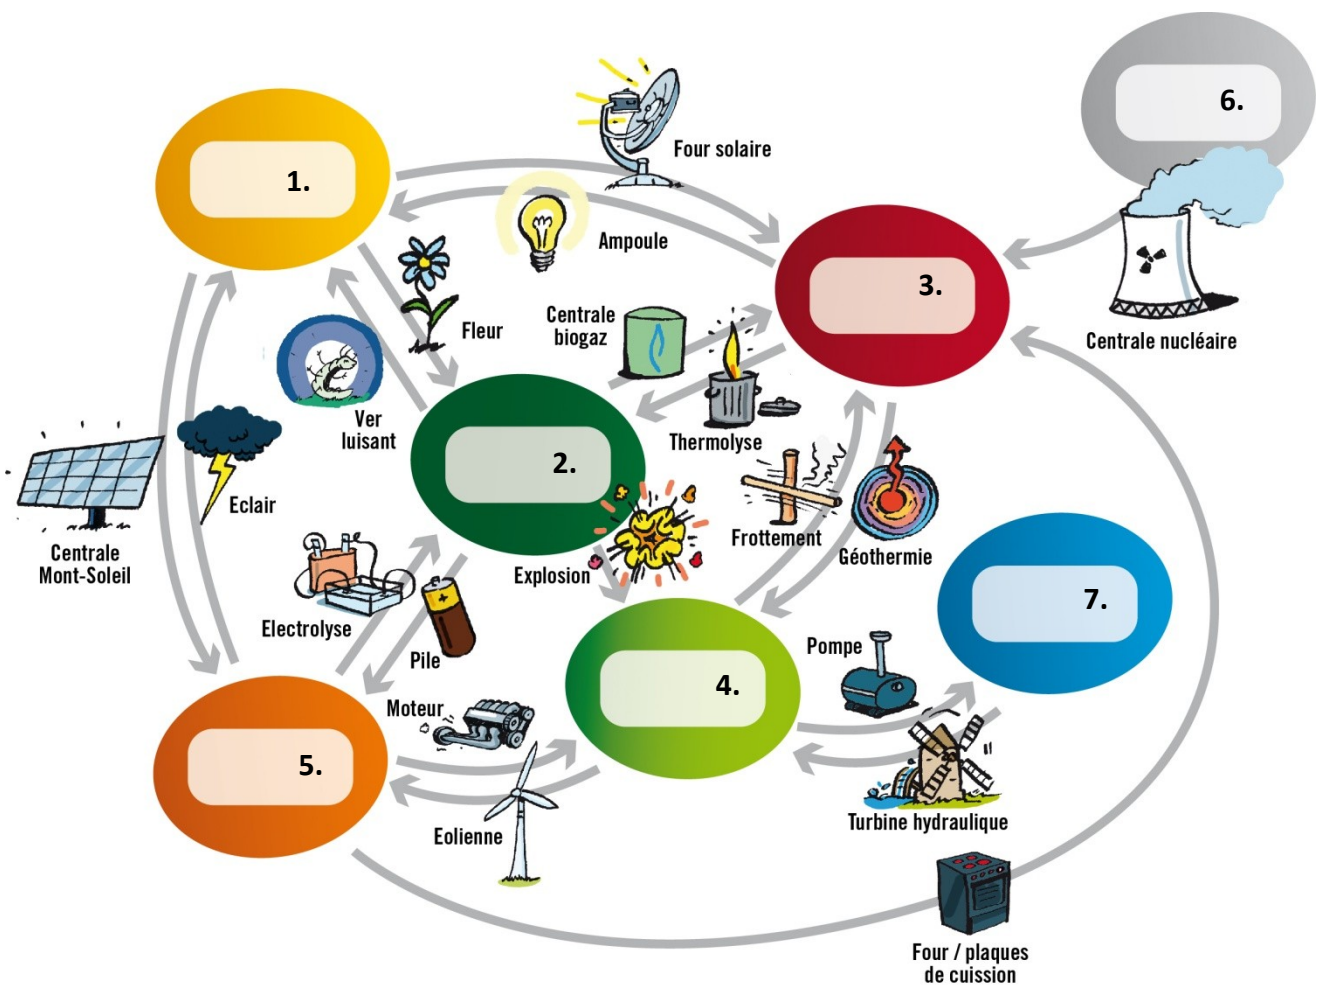 6.
1.
Four solaire
Ampoule
3.
Fleur
Centrale
biogaz
Centrale nucléaire
Ver
luisant
Thermolyse
2.
Eclair
Frottement
Géothermie
Centrale
Mont-Soleil
Explosion
7.
Electrolyse
Pile
Pompe
4.
Moteur
5.
Eolienne
Turbine hydraulique
Four / plaques
de cuission